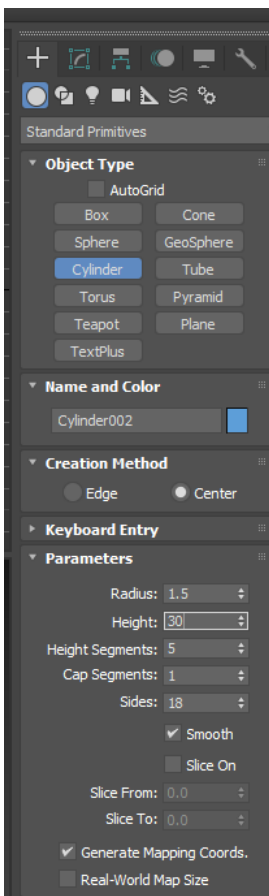 Standard Primitives
Object Type
AutoGrid
Box Cone
Sphere GeoSphere
Cylinder Tube
Torus Pyramid
Teapot Plane
TextPlus
Name and Color
Cylinder002
Creation Method
Edge Center
Keyboard Entry
Parameters
Radius: 1.5
Height: 30
Height Segments: 5
Cap Segments: 1
Sides: 18
Smooth
Slice On
Slice From: 0.0
Slice To: 0.0
Generate Mapping Coords.
Real-World Map Size